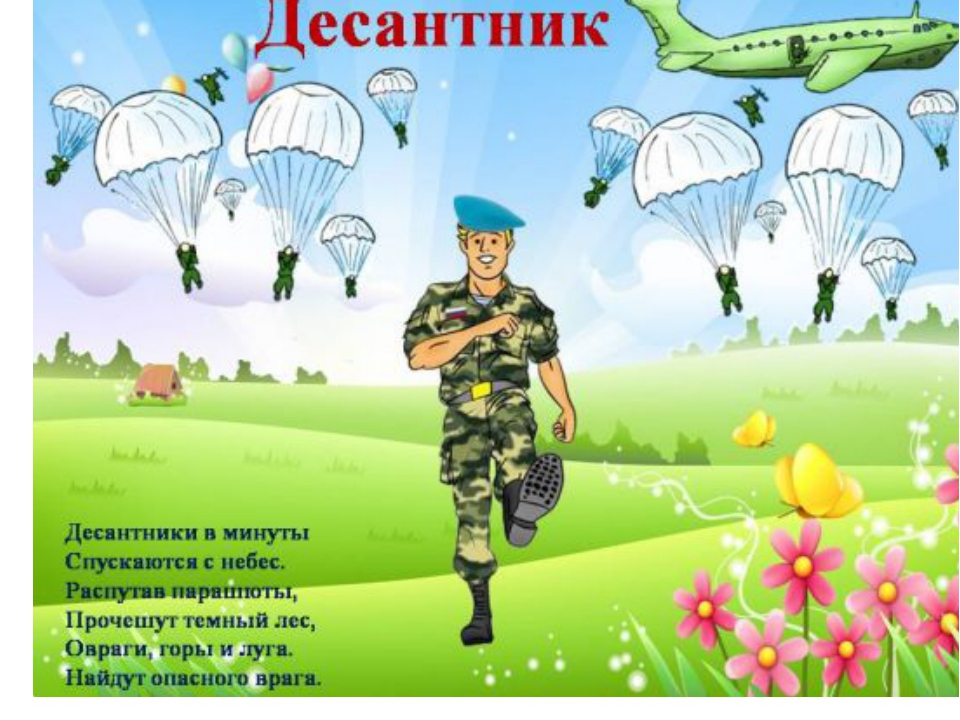 Десантник
Десантники в минуты
Спускаются с небес.
Распутав парашюты,
Прочешут темный лес,
Овраги, горы и луга.
Найдут опасного врага.